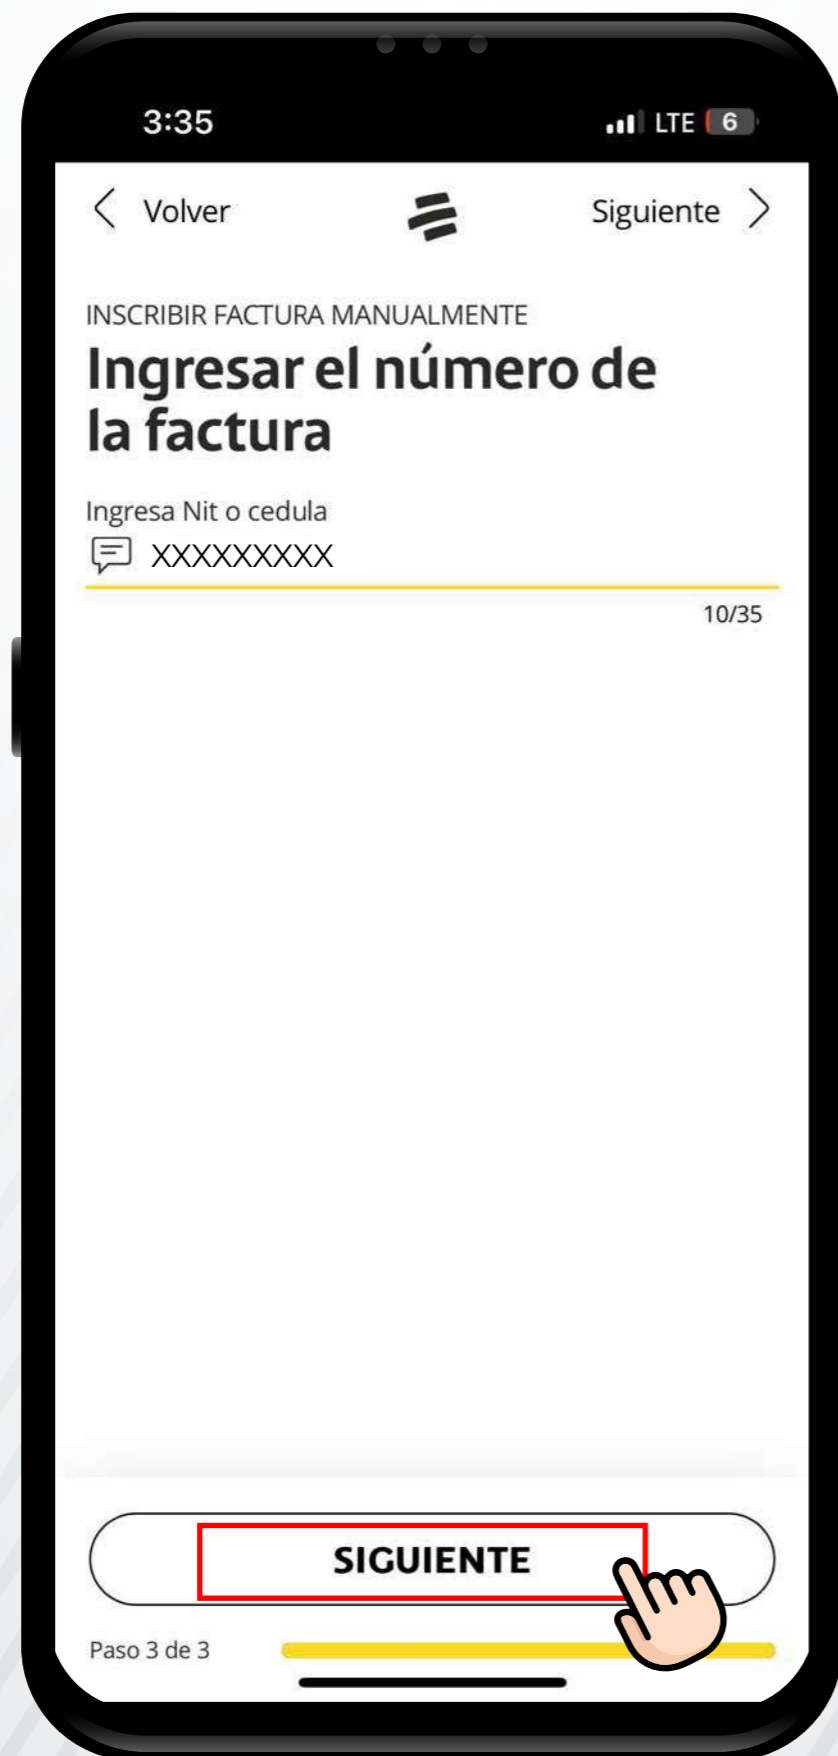 3:35
LTE 6
Volver
Siguiente
INSCRIBIR FACTURA MANUALMENTE
Ingresar el número de
la factura
Ingresa Nit o cedula
XXXXXXXXX
10/35
SIGUIENTE
Paso 3 de 3